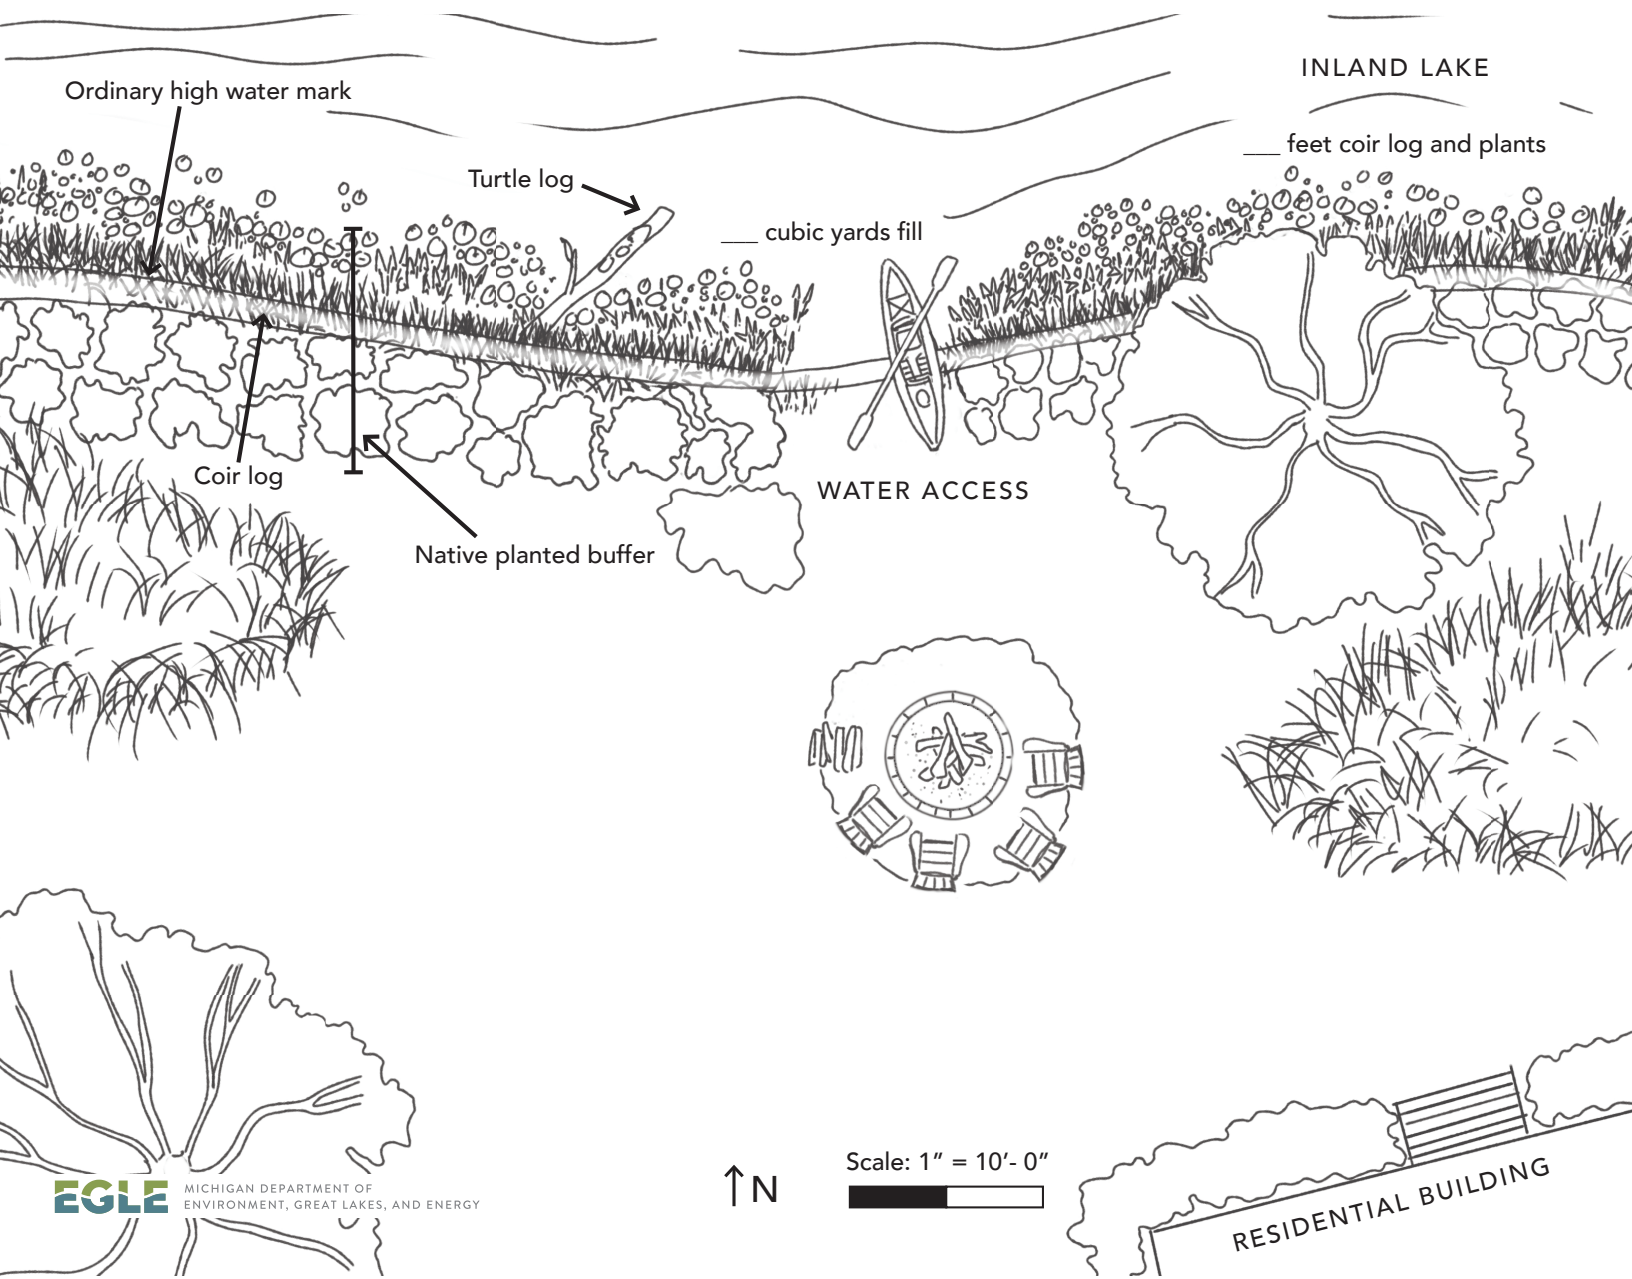 INLAND LAKE
Ordinary high water mark
___ feet coir log and plants
Turtle log
___ cubic yards fill
Coir log
WATER ACCESS
Native planted buffer
Scale: 1” = 10’- 0”
N
EGLE
MICHIGAN DEPARTMENT OF
ENVIRONMENT, GREAT LAKES, AND ENERGY
RESIDENTIAL BUILDING